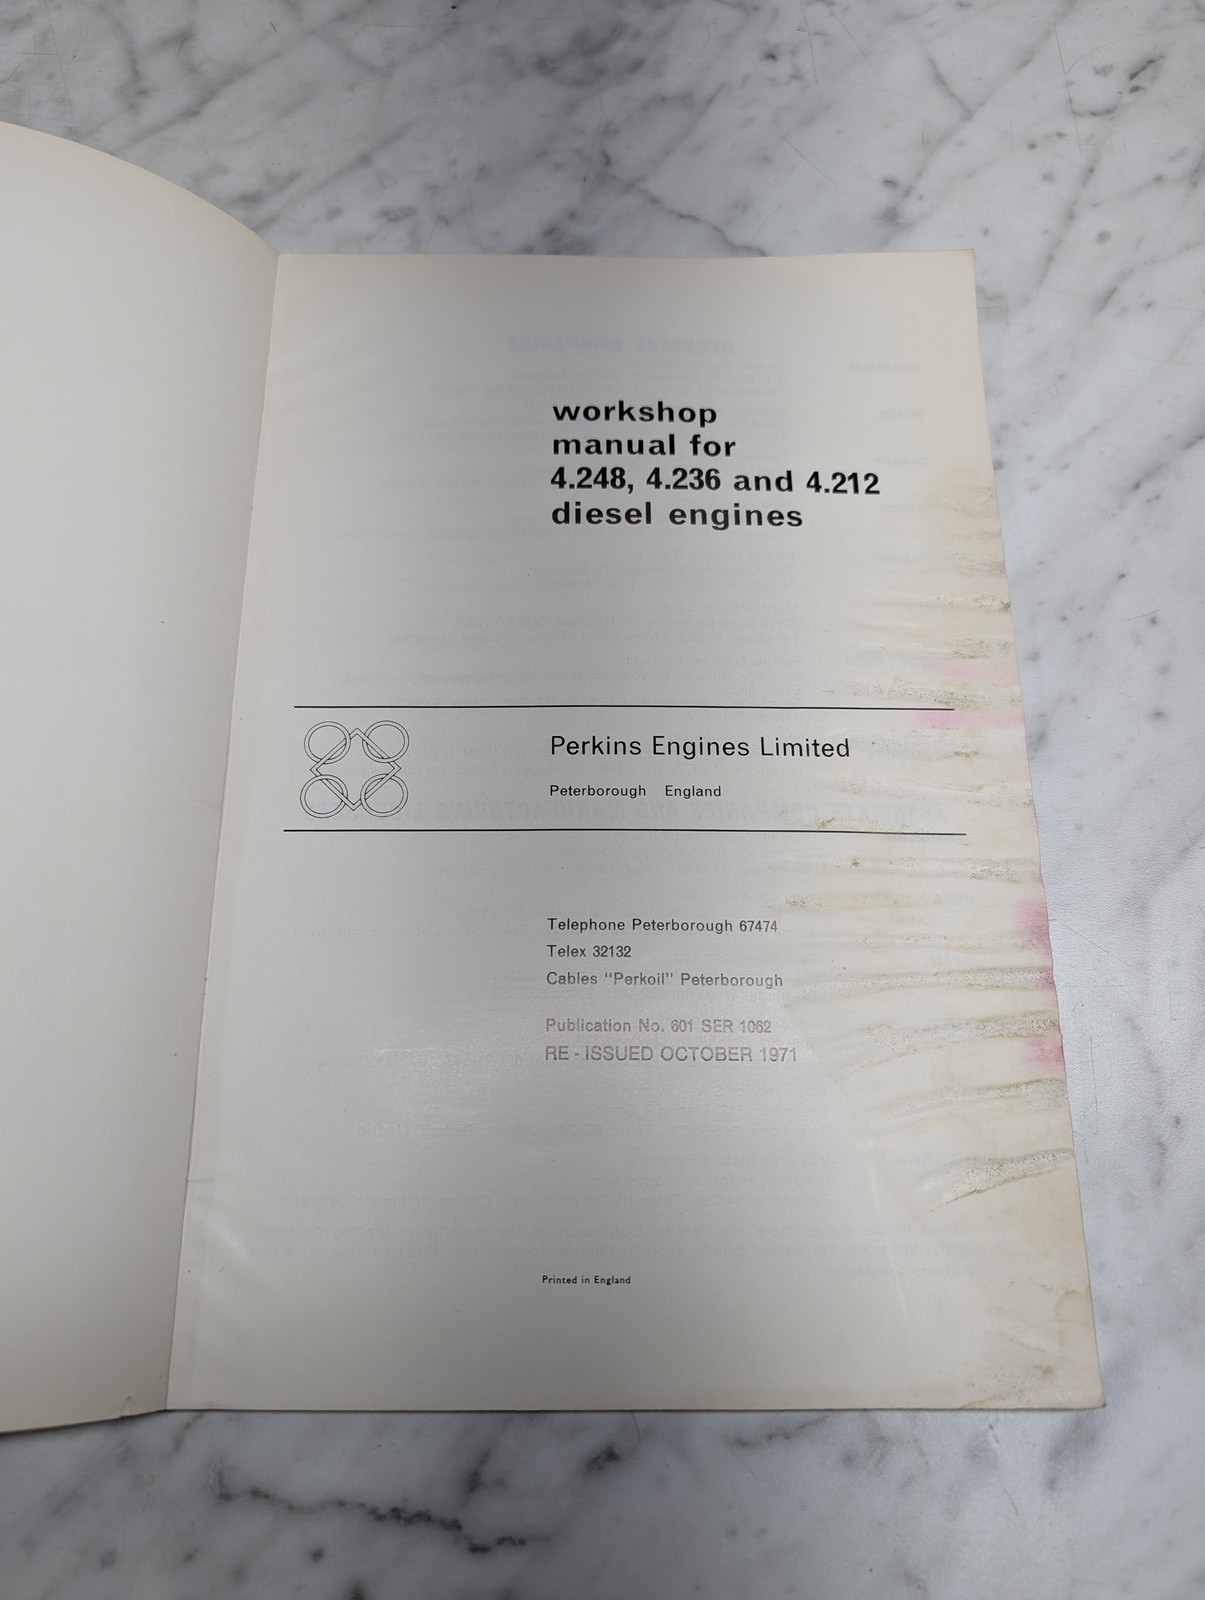 workshop
manual for
4.248, 4.236 and 4.212
diesel engines
Perkins Engines Limited
Peterborough England
Telephone Peterborough 67474
Telex 32132
Cables "Perkoil" Peterborough
Publication No. 601 SER 1062
RE - ISSUED OCTOBER 1971
Printed in England